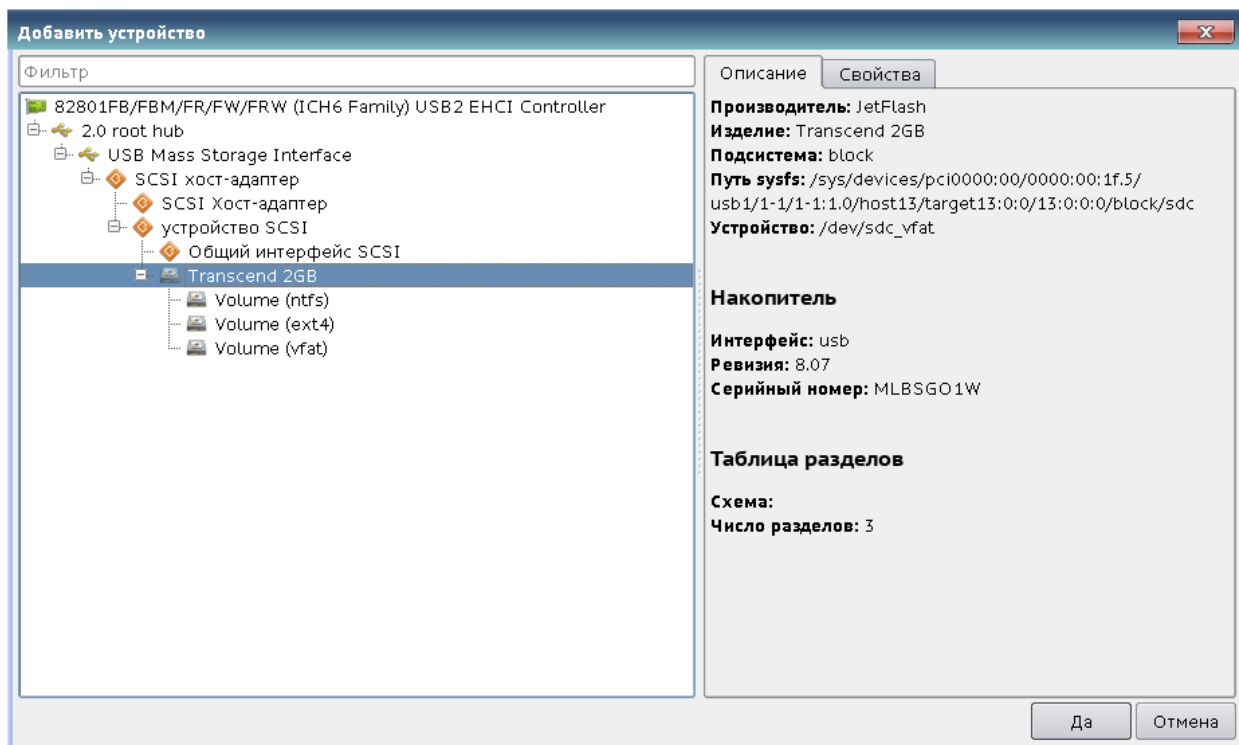 Добавить устройство
Фильтр
82801FB/FBM/FR/FW/FRW (ICH6 Family) USB2 EHCI Controller
2.0 root hub
USB Mass Storage Interface
SCSI хост-адаптер
SCSI Хост-адаптер
устройство SCSI
Общий интерфейс SCSI
Transcend 2GB
Volume (ntfs)
Volume (ext4)
Volume (vfat)
Описание
Свойства
Производитель: JetFlash
Изделие: Transcend 2GB
Подсистема: block
Путь sysfs: /sys/devices/pci0000:00/0000:00:1f.5/
usb1/1-1/1-1:1.0/host13/target13:0:0/13:0:0:0/block/sdc
Устройство: /dev/sdc_vfat
Накопитель
Интерфейс: usb
Ревизия: 8.07
Серийный номер: MLBSGO1W
Таблица разделов
Схема:
Число разделов: 3
Да
Отмена